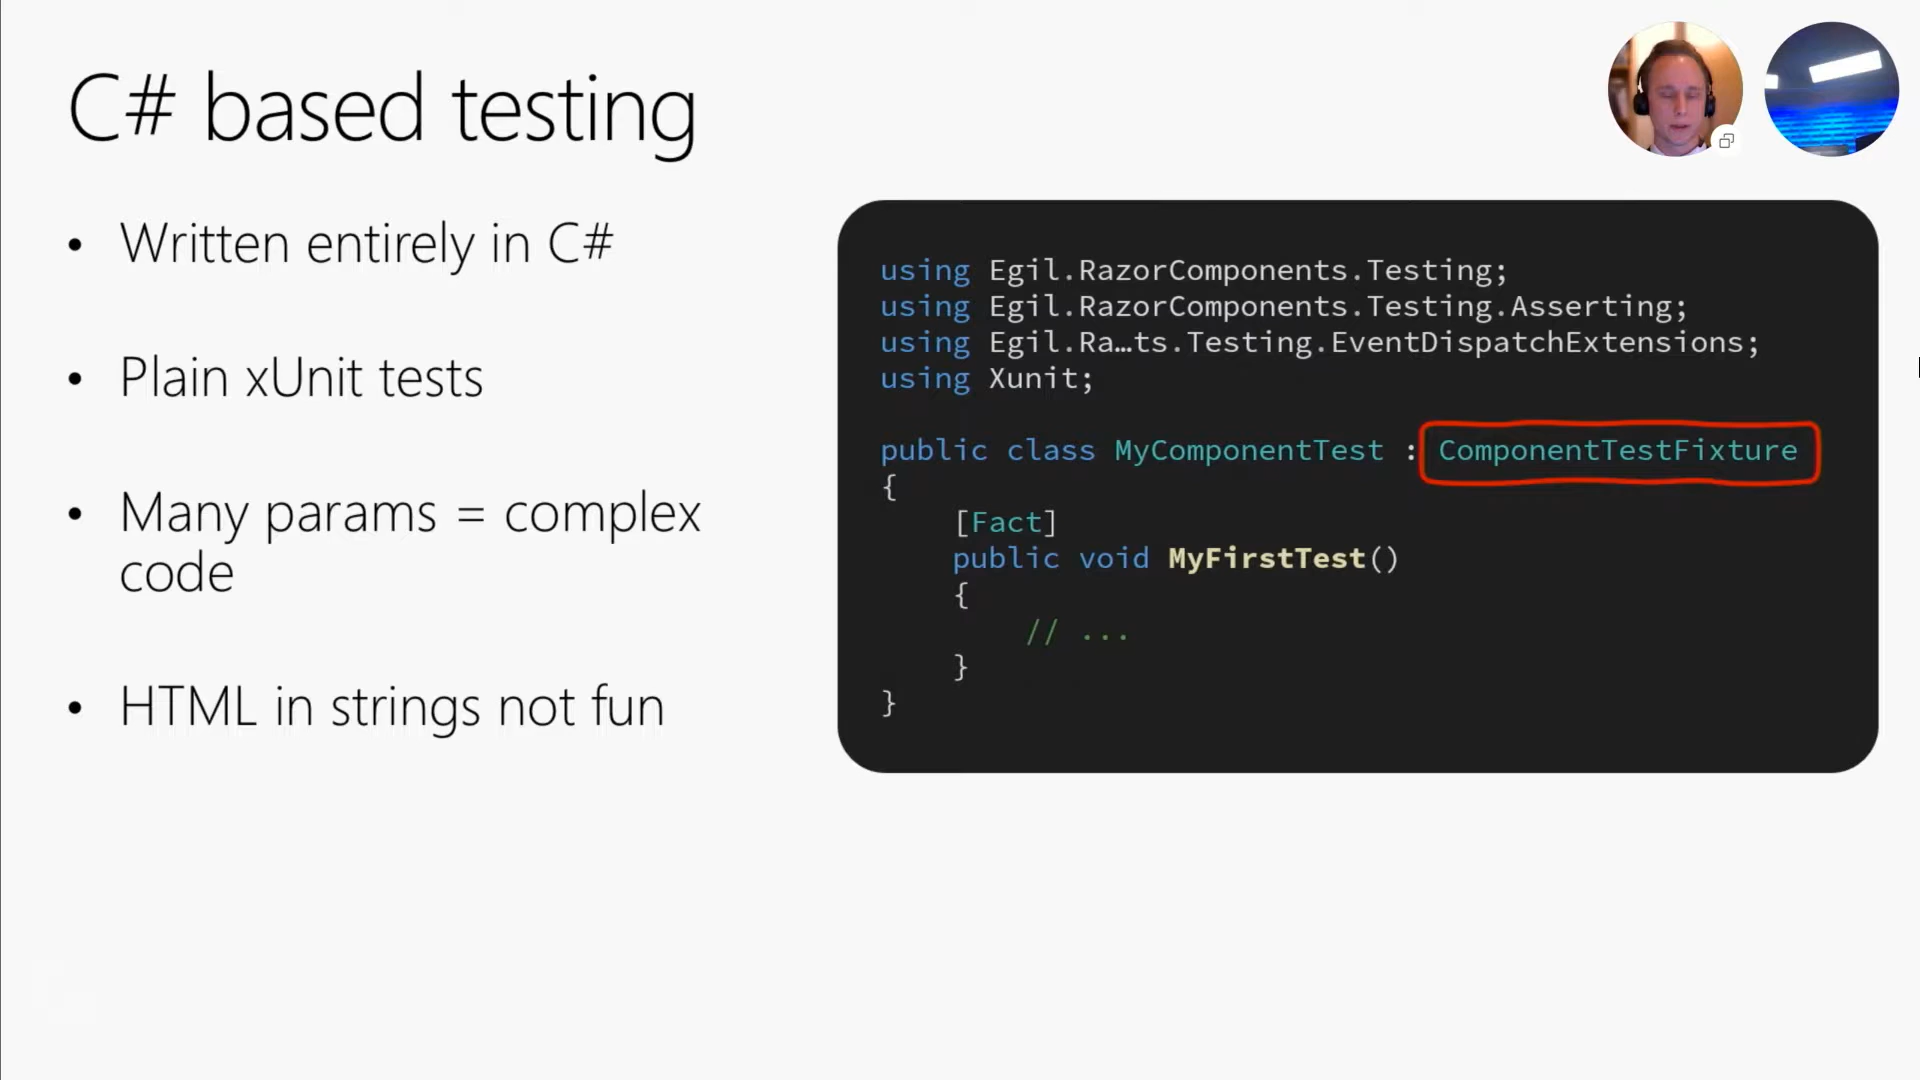 C# based testing
• Written entirely in C#
• Plain xUnit tests
• Many params = complex
code
• HTML in strings not fun
using Egil.RazorComponents.Testing;
using Egil.RazorComponents.Testing.Asserting;
using Egil.Ra…ts.Testing.EventDispatchExtensions;
using Xunit;
public class MyComponentTest : ComponentTestFixture
{
[Fact]
public void MyFirstTest()
{
// ...
}
}